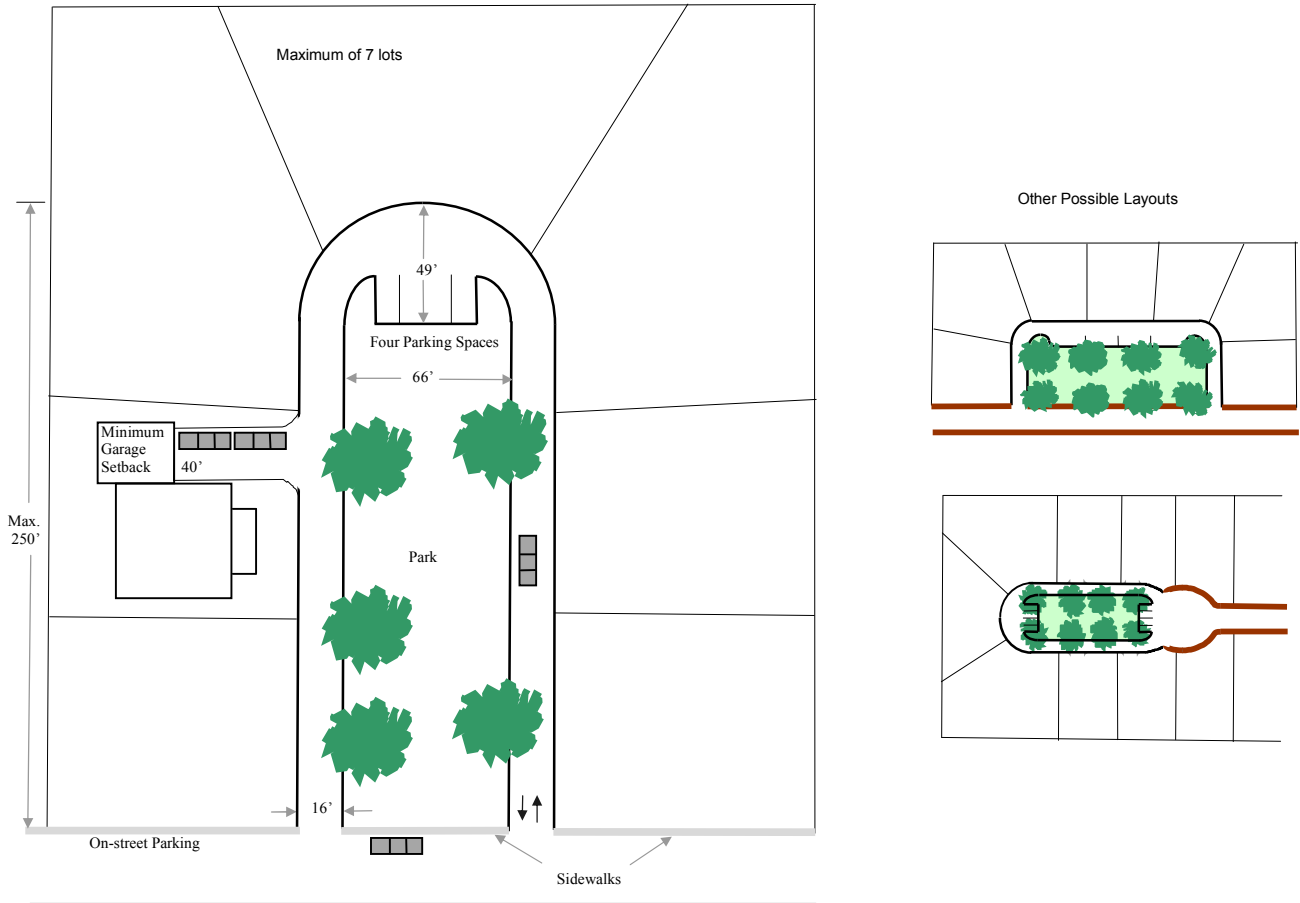 Maximum of 7 lots
Other Possible Layouts
49’
Four Parking Spaces
66’
Minimum
Garage
Setback
40’
Max.
250’
Park
16’
On-street Parking
Sidewalks